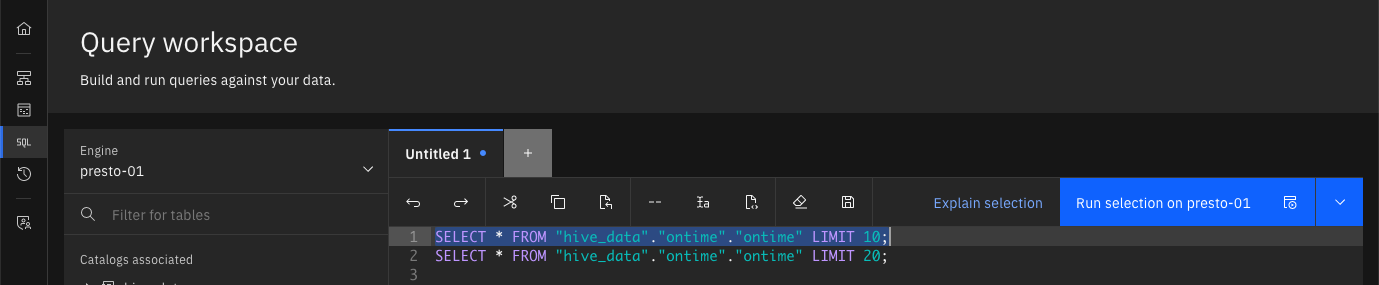 Query workspace
Build and run queries against your data.
SQL
Engine
presto-01
Filter for tables
Catalogs associated
Untitled 1
Explain selection
Run selection on presto-01
1 SELECT * FROM "hive_data"."ontime"."ontime" LIMIT 10;
2 SELECT * FROM "hive_data"."ontime"."ontime" LIMIT 20;
3